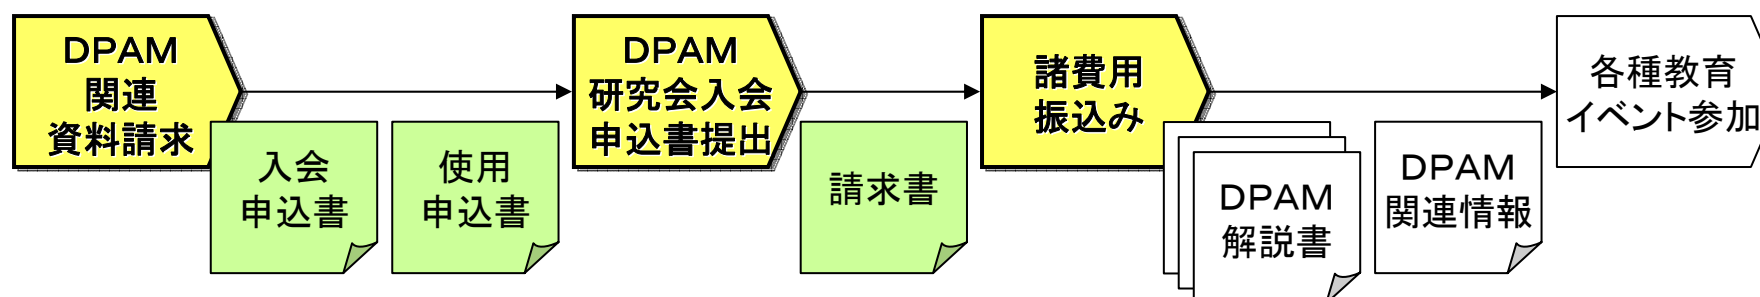 ＤＰＡＭ
関連
資料請求
入会
申込書
使用
申込書
ＤＰＡＭ
研究会入会
申込書提出
請求書
諸費用
振込み
ＤＰＡＭ
解説書
ＤＰＡＭ
関連情報
各種教育
イベント参加